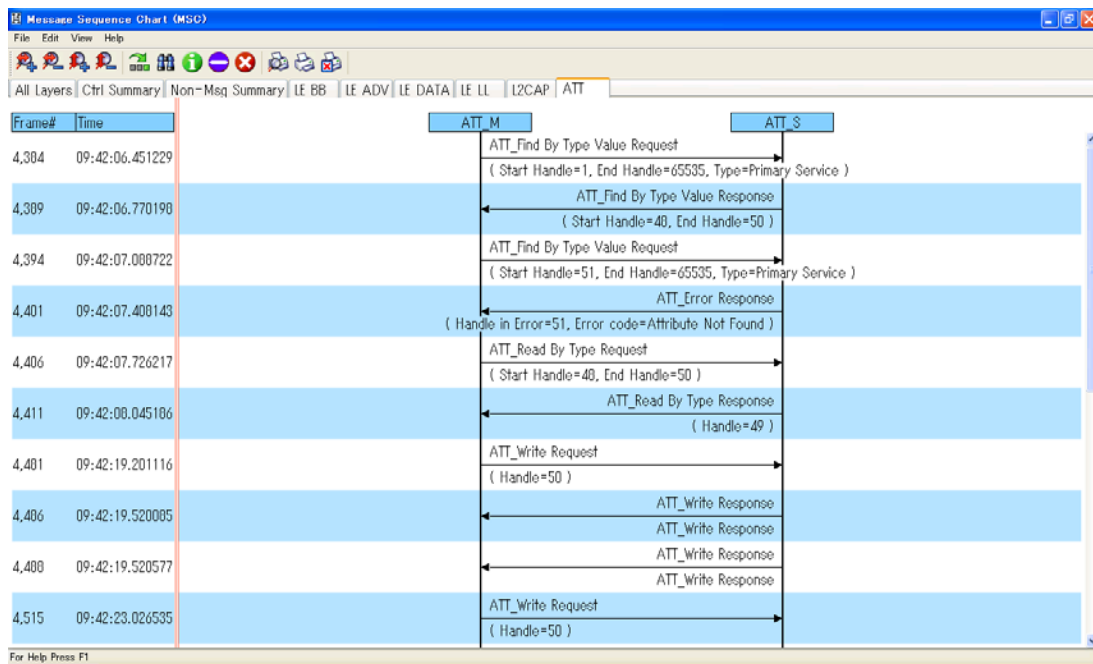 Message Sequence Chart (MSC)
File Edit View Help
All Layers Ctrl Summary Non-Msg Summary LE BB LE ADV LE DATA LE LL L2CAP ATT
Frame# Time ATT_M ATT_S
ATT_Find By Type Value Request
4,384 09:42:06.451229
( Start Handle=1, End Handle=65535, Type=Primary Service )
ATT_Find By Type Value Response
4,389 09:42:06.770198
( Start Handle=48, End Handle=50 )
ATT_Find By Type Value Request
4,394 09:42:07.088722
( Start Handle=51, End Handle=65535, Type=Primary Service )
ATT_Error Response
4,401 09:42:07.408143
( Handle in Error=51, Error code=Attribute Not Found )
ATT_Read By Type Request
4,406 09:42:07.726217
( Start Handle=48, End Handle=50 )
ATT_Read By Type Response
4,411 09:42:08.045186
( Handle=49 )
ATT_Write Request
4,481 09:42:19.201116
( Handle=50 )
ATT_Write Response
4,486 09:42:19.520085
ATT_Write Response
ATT_Write Response
4,488 09:42:19.520577
ATT_Write Response
ATT_Write Request
4,515 09:42:23.026535
( Handle=50 )
For Help Press F1